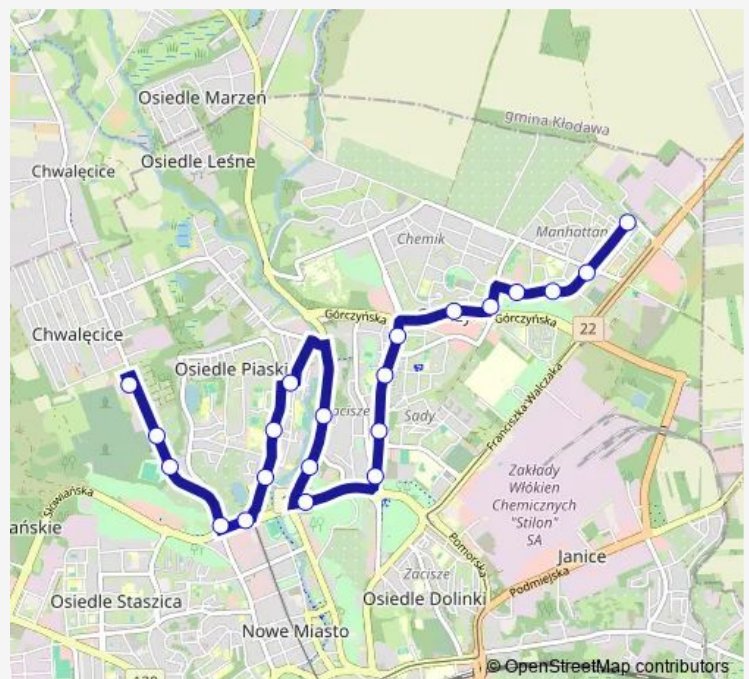 Osiedle Marzeń
gmina Kłodawa
Osiedle Leśne
Chwalęcice
Manhattan
Chemik
Górczyńska
Górczyńska
22
Chwalęcice
Osiedle Piaski
Franciszka Walczaka
Sady
Zakłady
Włókien
Chemicznych
"Stilon"
SA
Słowiańska
ańskie
Pomorska
Janice
Zacisze
Podmiejska
Osiedle Staszica
Osiedle Dolinki
Nowe Miasto
© OpenStreetMap contributors